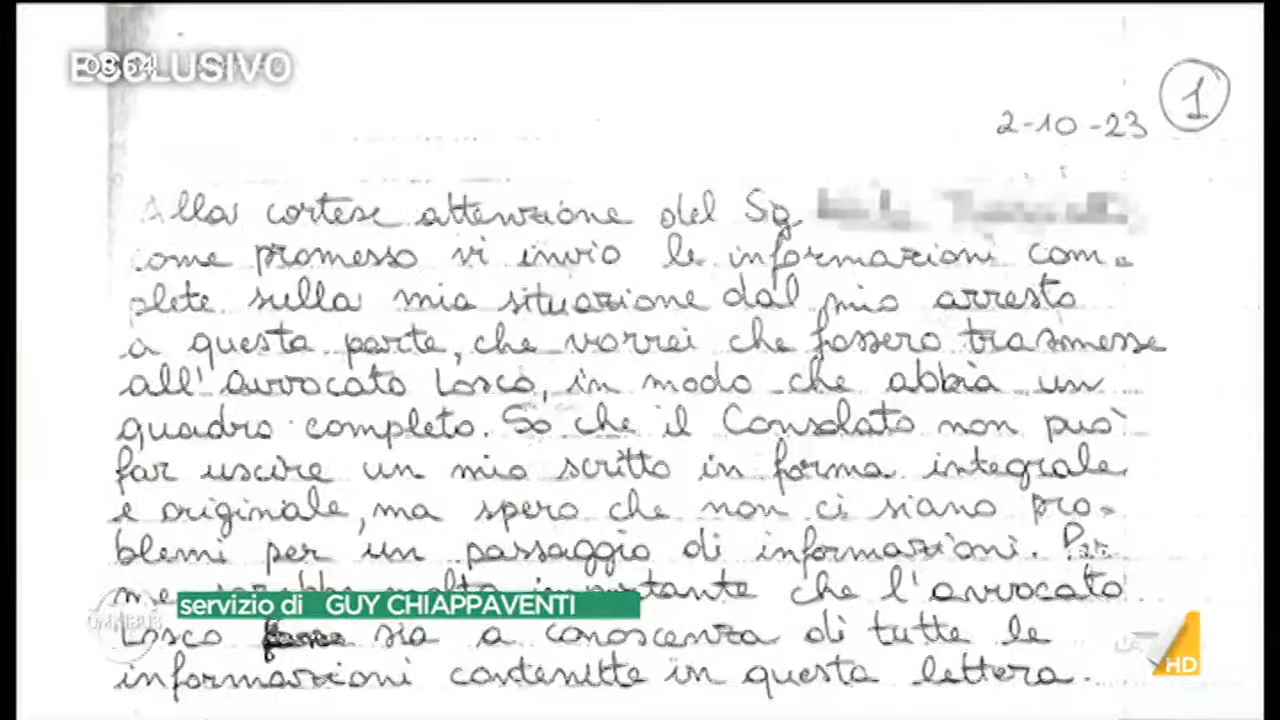 ESCLUSIVO
08:54
1
2-10-23
Alla cortese attenzione del Sg.
come promesso vi invio le informazioni com-
plete sulla mia situazione dal mio arresto
a questa parte, che vorrei che fossero trasmesse
all'avvocato Losco, in modo che abbia un
quadro completo. So che il Consolato non può
far uscire un mio scritto in forma integrale
e originale, ma spero che non ci siano pro-
blemi per un passaggio di informazioni. Per
me sarebbe molto importante che l'avvocato
servizio di GUY CHIAPPAVENTI
OMNIBUS
Losco sia a conoscenza di tutte le
informazioni contenute in questa lettera.
LA7
HD